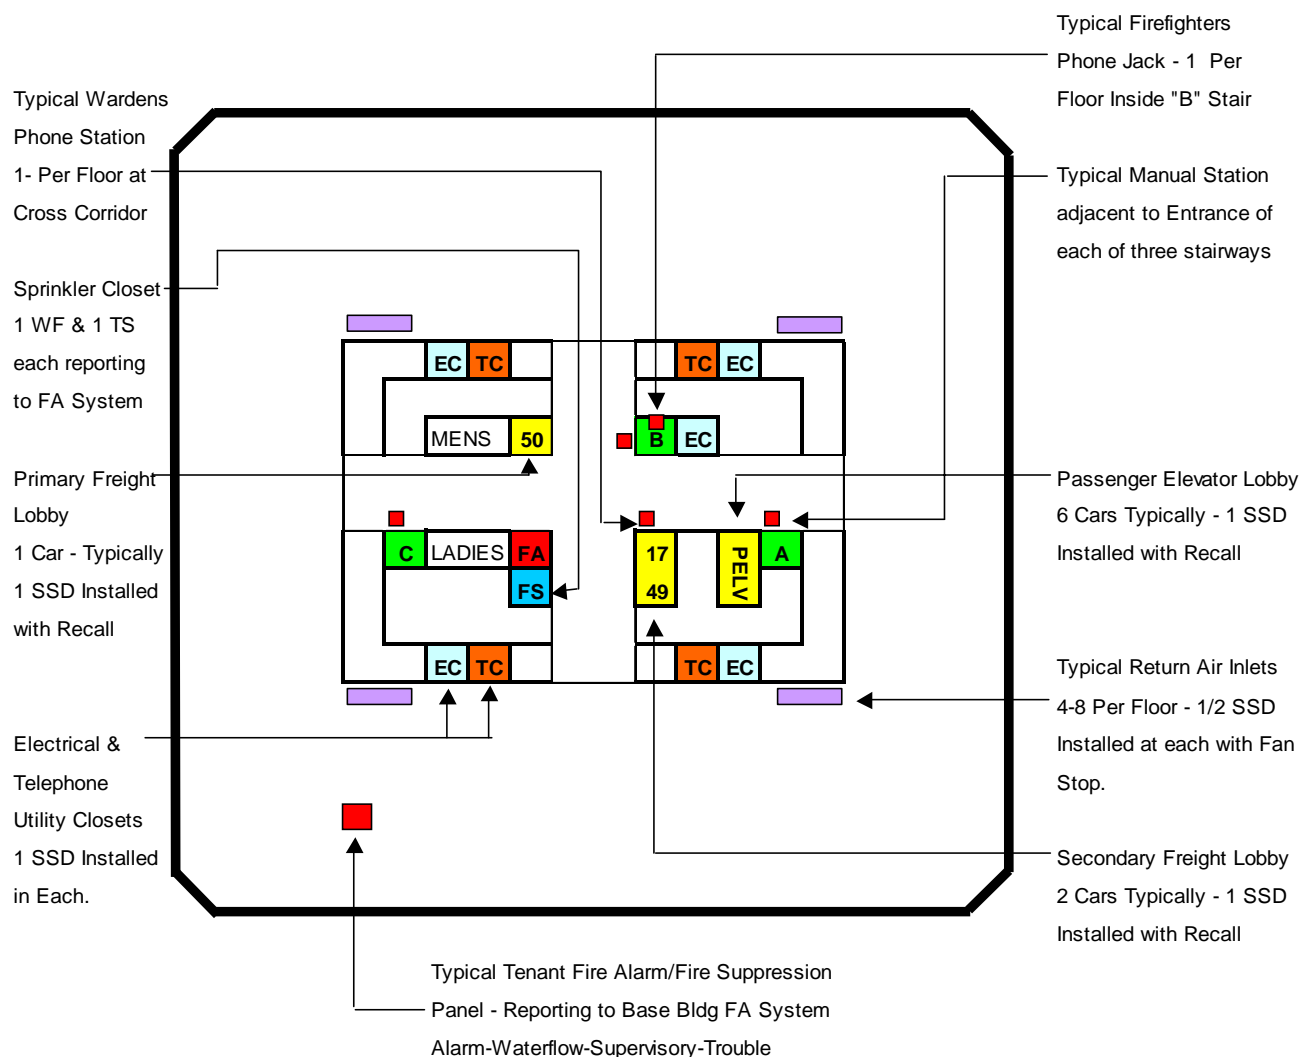 Typical Firefighters
Phone Jack - 1 Per
Floor Inside "B" Stair
Typical Wardens
Phone Station
1- Per Floor at
Cross Corridor
Typical Manual Station
adjacent to Entrance of
each of three stairways
Sprinkler Closet
1 WF & 1 TS
each reporting
to FA System
EC TC
TC EC
MENS 50
B EC
Primary Freight
Lobby
1 Car - Typically
1 SSD Installed
with Recall
Passenger Elevator Lobby
6 Cars Typically - 1 SSD
Installed with Recall
C LADIES FA
FS
17
49
PELV
A
EC TC
TC EC
Typical Return Air Inlets
4-8 Per Floor - 1/2 SSD
Installed at each with Fan
Stop.
Electrical &
Telephone
Utility Closets
1 SSD Installed
in Each.
Secondary Freight Lobby
2 Cars Typically - 1 SSD
Installed with Recall
Typical Tenant Fire Alarm/Fire Suppression
Panel - Reporting to Base Bldg FA System
Alarm-Waterflow-Supervisory-Trouble